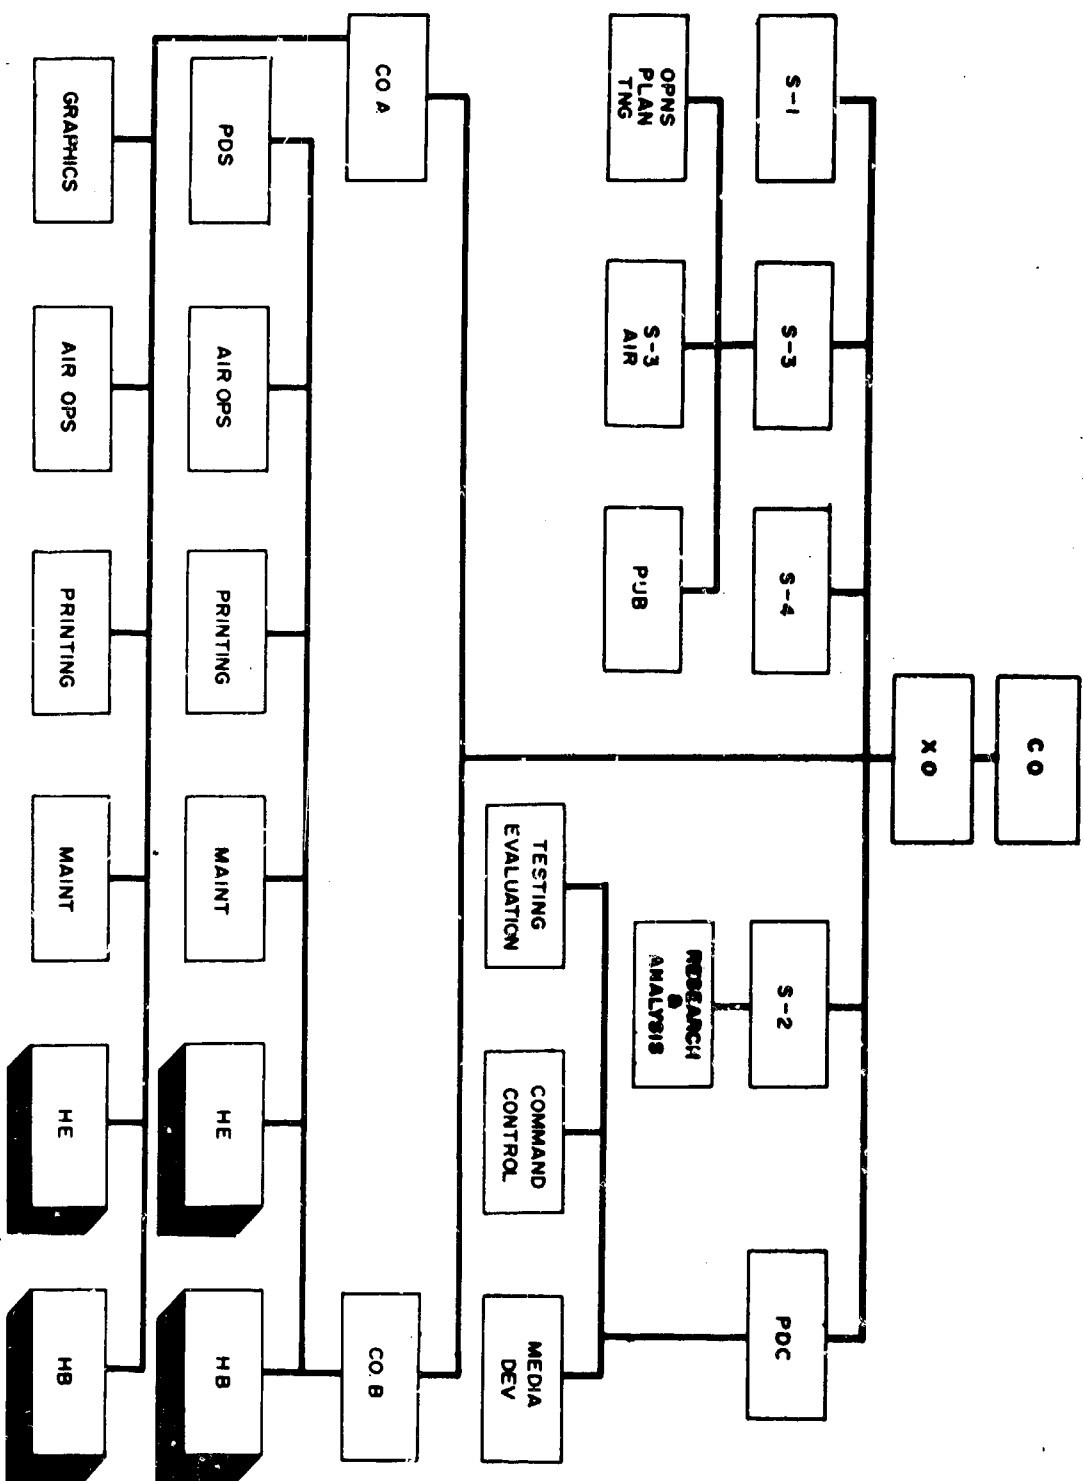 CO
XO
S-1
S-3
S-4
S-2
PDC
OPNS
PLAN
TNG
S-3
AIR
PUB
RESEARCH
&
ANALYSIS
TESTING
EVALUATION
COMMAND
CONTROL
MEDIA
DEV
CO A
CO. B
PDS
AIR OPS
PRINTING
MAINT
HE
HB
GRAPHICS
AIR OPS
PRINTING
MAINT
HE
HB